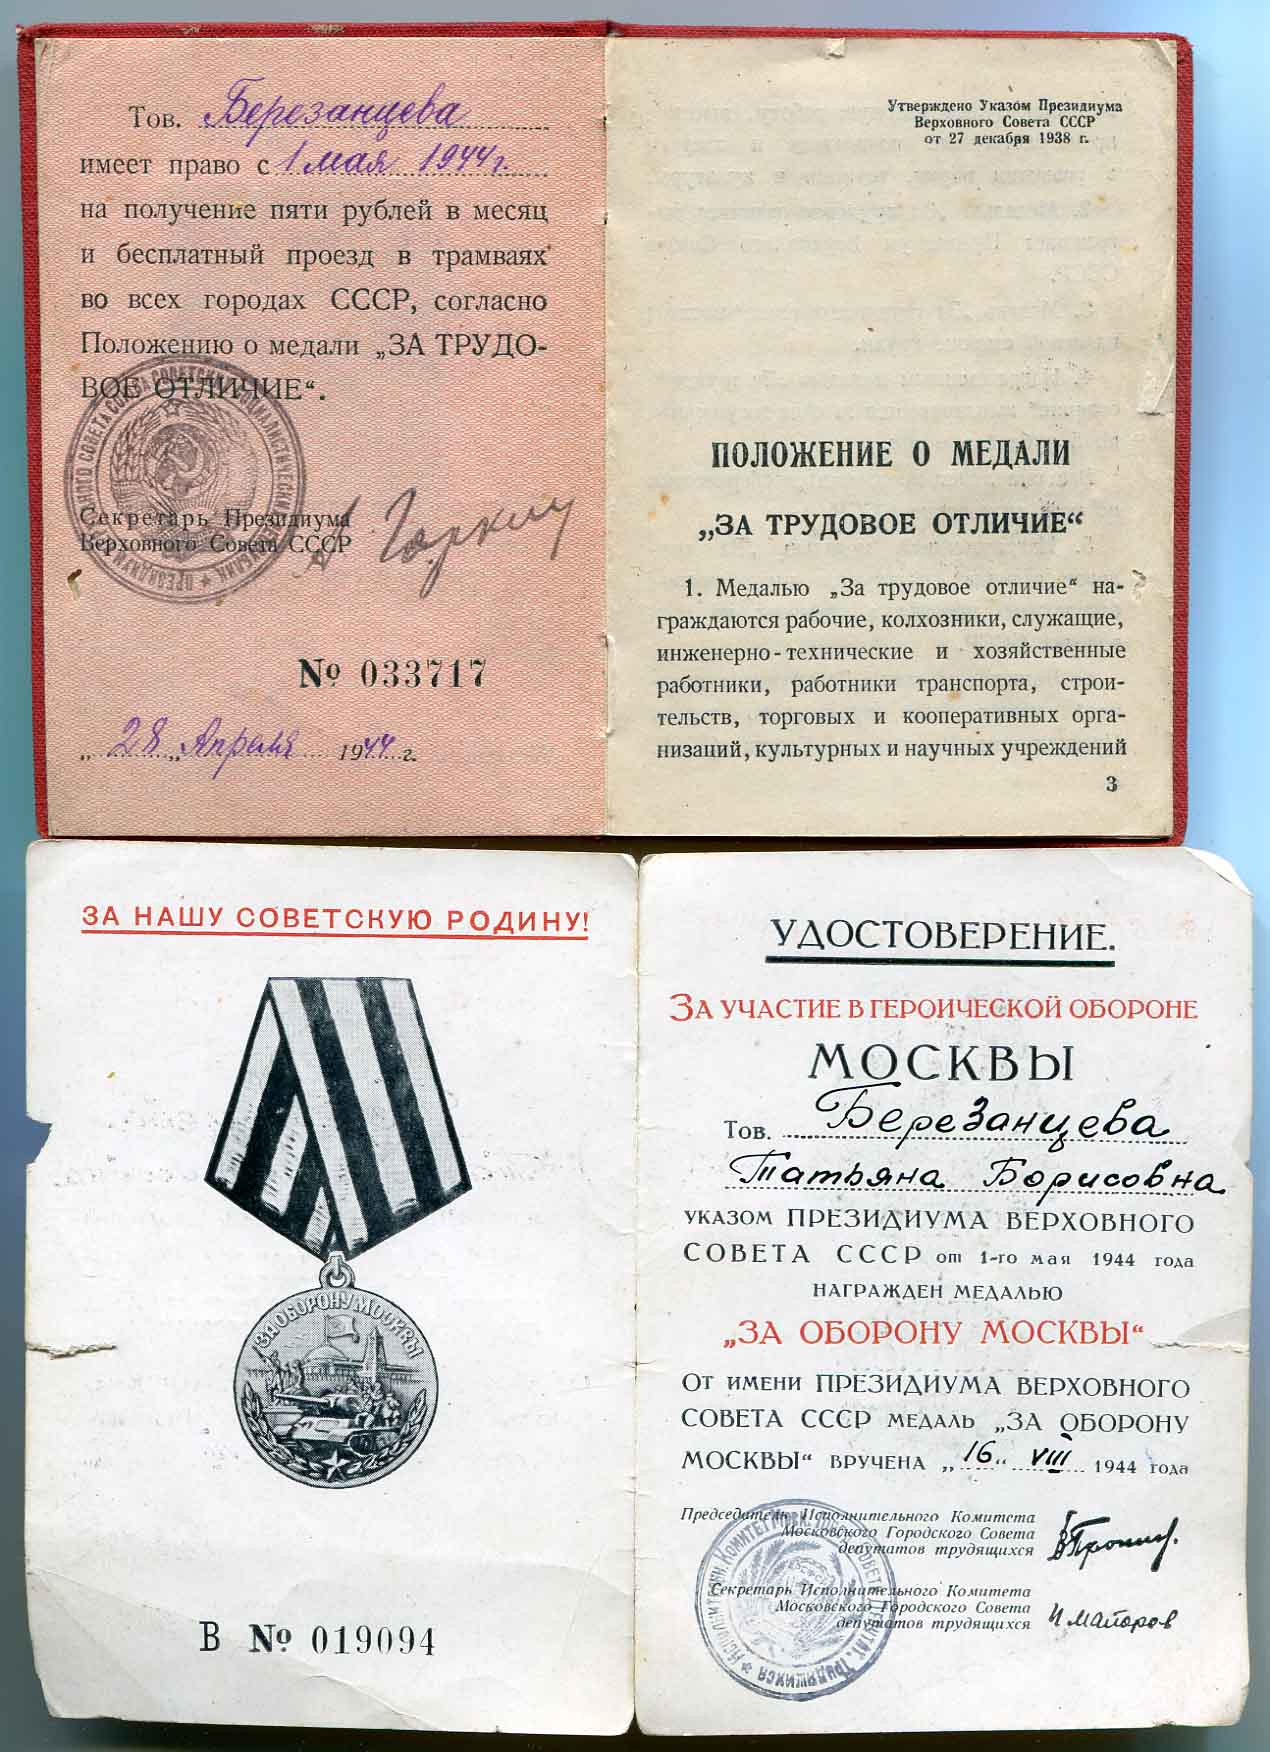 Тов. Березанцева
имеет право с 1 мая 1944 г.
на получение пяти рублей в месяц
и бесплатный проезд в трамваях
во всех городах СССР, согласно
Положению о медали „ЗА ТРУДО-
ВОЕ ОТЛИЧИЕ“.
Секретарь Президиума
Верховного Совета СССР
А Горкин
№ 033717
„ 28 „ Апреля 1944 г.
Утверждено Указом Президиума
Верховного Совета СССР
от 27 декабря 1938 г.
ПОЛОЖЕНИЕ О МЕДАЛИ
„ЗА ТРУДОВОЕ ОТЛИЧИЕ“
1. Медалью „За трудовое отличие“ на-
граждаются рабочие, колхозники, служащие,
инженерно-технические и хозяйственные
работники, работники транспорта, строи-
тельств, торговых и кооперативных орга-
низаций, культурных и научных учреждений
3
ЗА НАШУ СОВЕТСКУЮ РОДИНУ!
ЗА ОБОРОНУ МОСКВЫ
В № 019094
УДОСТОВЕРЕНИЕ.
ЗА УЧАСТИЕ В ГЕРОИЧЕСКОЙ ОБОРОНЕ
МОСКВЫ
Тов. Березанцева
Татьяна Борисовна
УКАЗОМ ПРЕЗИДИУМА ВЕРХОВНОГО
СОВЕТА СССР от 1-го мая 1944 года
НАГРАЖДЕН МЕДАЛЬЮ
„ЗА ОБОРОНУ МОСКВЫ“
ОТ ИМЕНИ ПРЕЗИДИУМА ВЕРХОВНОГО
СОВЕТА СССР МЕДАЛЬ „ЗА ОБОРОНУ
МОСКВЫ“ ВРУЧЕНА „16“ VIII 1944 года
Председатель Исполнительного Комитета
Московского Городского Совета
депутатов трудящихся
В Пронин
Секретарь Исполнительного Комитета
Московского Городского Совета
депутатов трудящихся
П Майоров